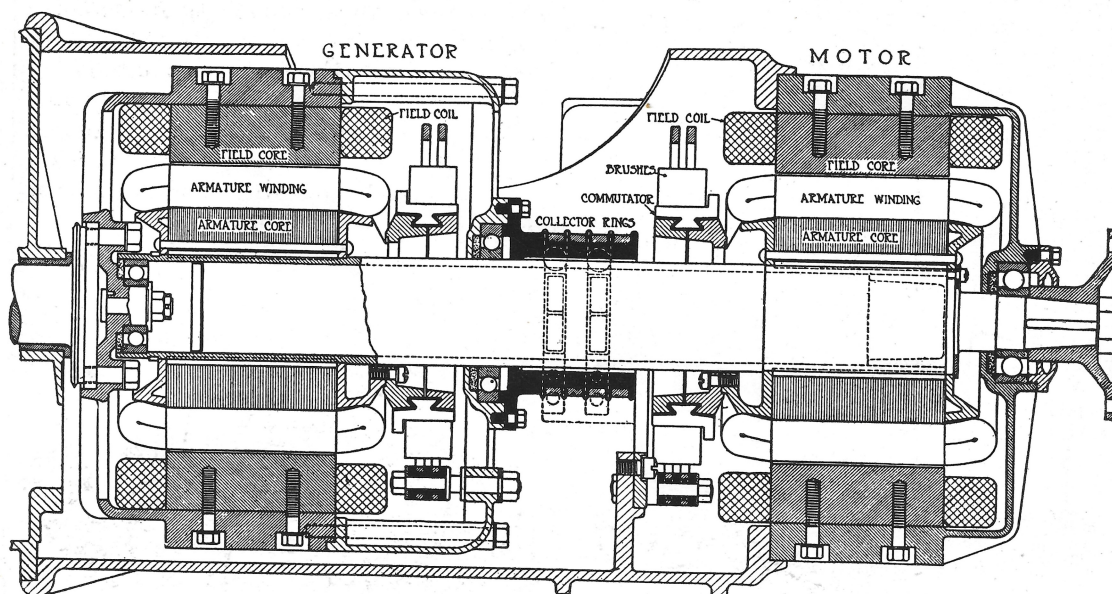 GENERATOR
MOTOR
FIELD COIL
FIELD COIL
FIELD CORE
FIELD CORE
BRUSHES
ARMATURE WINDING
COMMUTATOR
ARMATURE WINDING
ARMATURE CORE
COLLECTOR RINGS
ARMATURE CORE